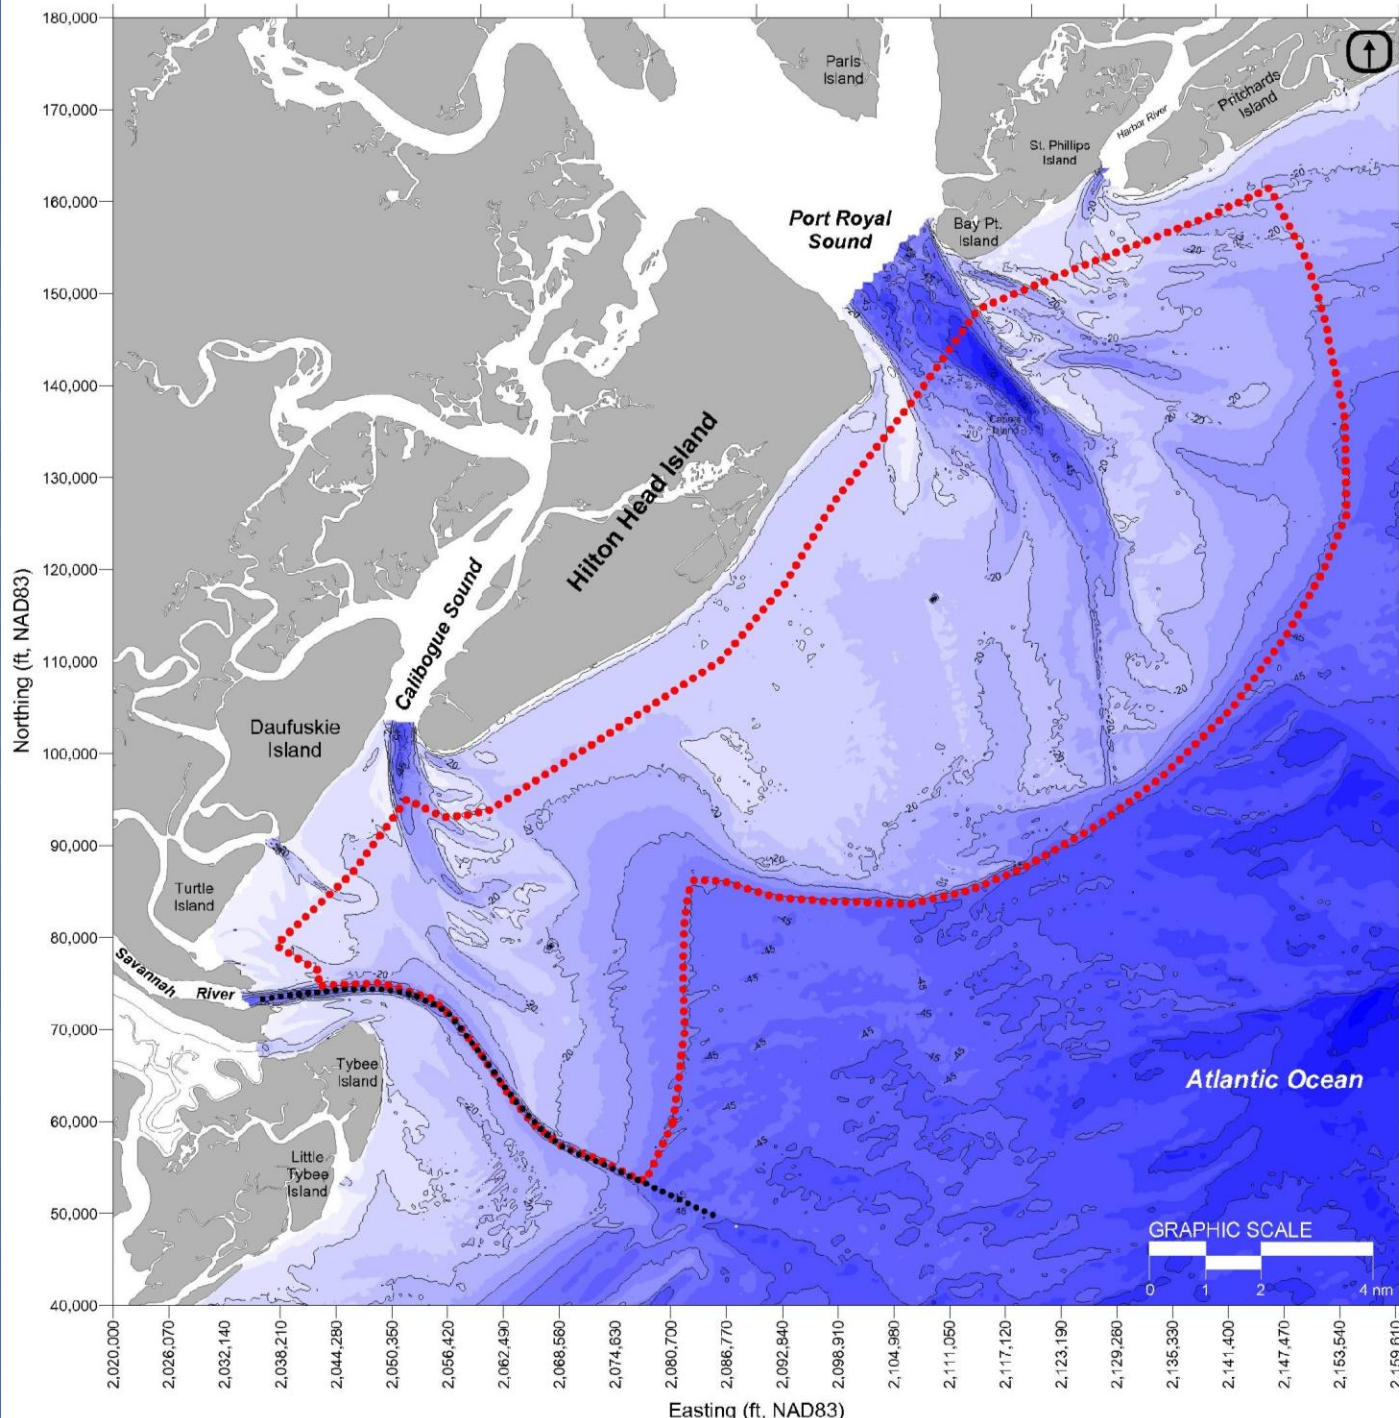 180,000
170,000
160,000
150,000
140,000
130,000
120,000
110,000
100,000
90,000
80,000
70,000
60,000
50,000
40,000
Northing (ft, NAD83)
Paris
Island
Pritchards
Island
Harbor River
St. Phillips
Island
Port Royal
Sound
Bay Pt.
Island
Hilton Head Island
Calibogue Sound
Daufuskie
Island
Turtle
Island
Savannah River
Tybee
Island
Little
Tybee
Island
Atlantic Ocean
GRAPHIC SCALE
0 1 2 4 nm
2,020,000
2,026,070
2,032,140
2,038,210
2,044,280
2,050,350
2,056,420
2,062,490
2,068,560
2,074,630
2,080,700
2,086,770
2,092,840
2,098,910
2,104,980
2,111,050
2,117,120
2,123,190
2,129,260
2,135,330
2,141,400
2,147,470
2,153,540
2,159,610
Easting (ft, NAD83)